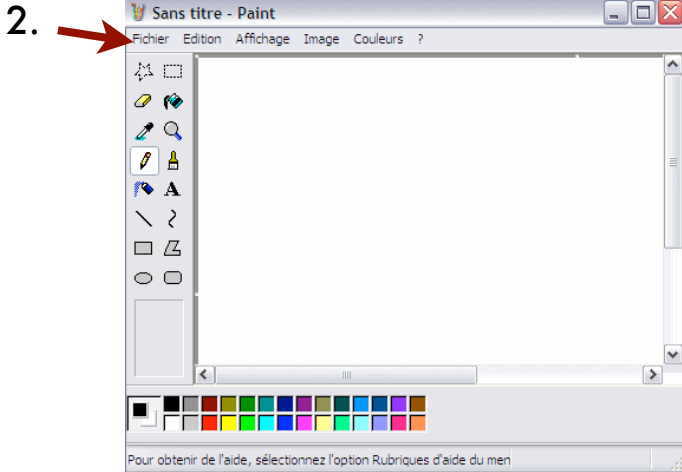 2.
Sans titre - Paint
Fichier Edition Affichage Image Couleurs ?
A
Pour obtenir de l'aide, sélectionnez l'option Rubriques d'aide du men